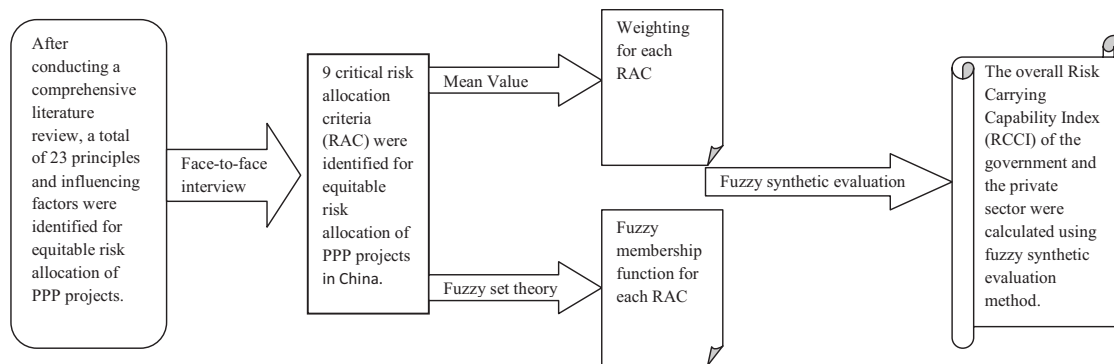 After
conducting a
comprehensive
literature
review, a total
of 23 principles
and influencing
factors were
identified for
equitable risk
allocation of
PPP projects.
Face-to-face
interview
9 critical risk
allocation
criteria
(RAC) were
identified for
equitable
risk
allocation of
PPP projects
in China.
Mean Value
Fuzzy set theory
Weighting
for each
RAC
Fuzzy
membership
function for
each RAC
Fuzzy synthetic evaluation
The overall Risk
Carrying
Capability Index
(RCCI) of the
government and
the private
sector were
calculated using
fuzzy synthetic
evaluation
method.